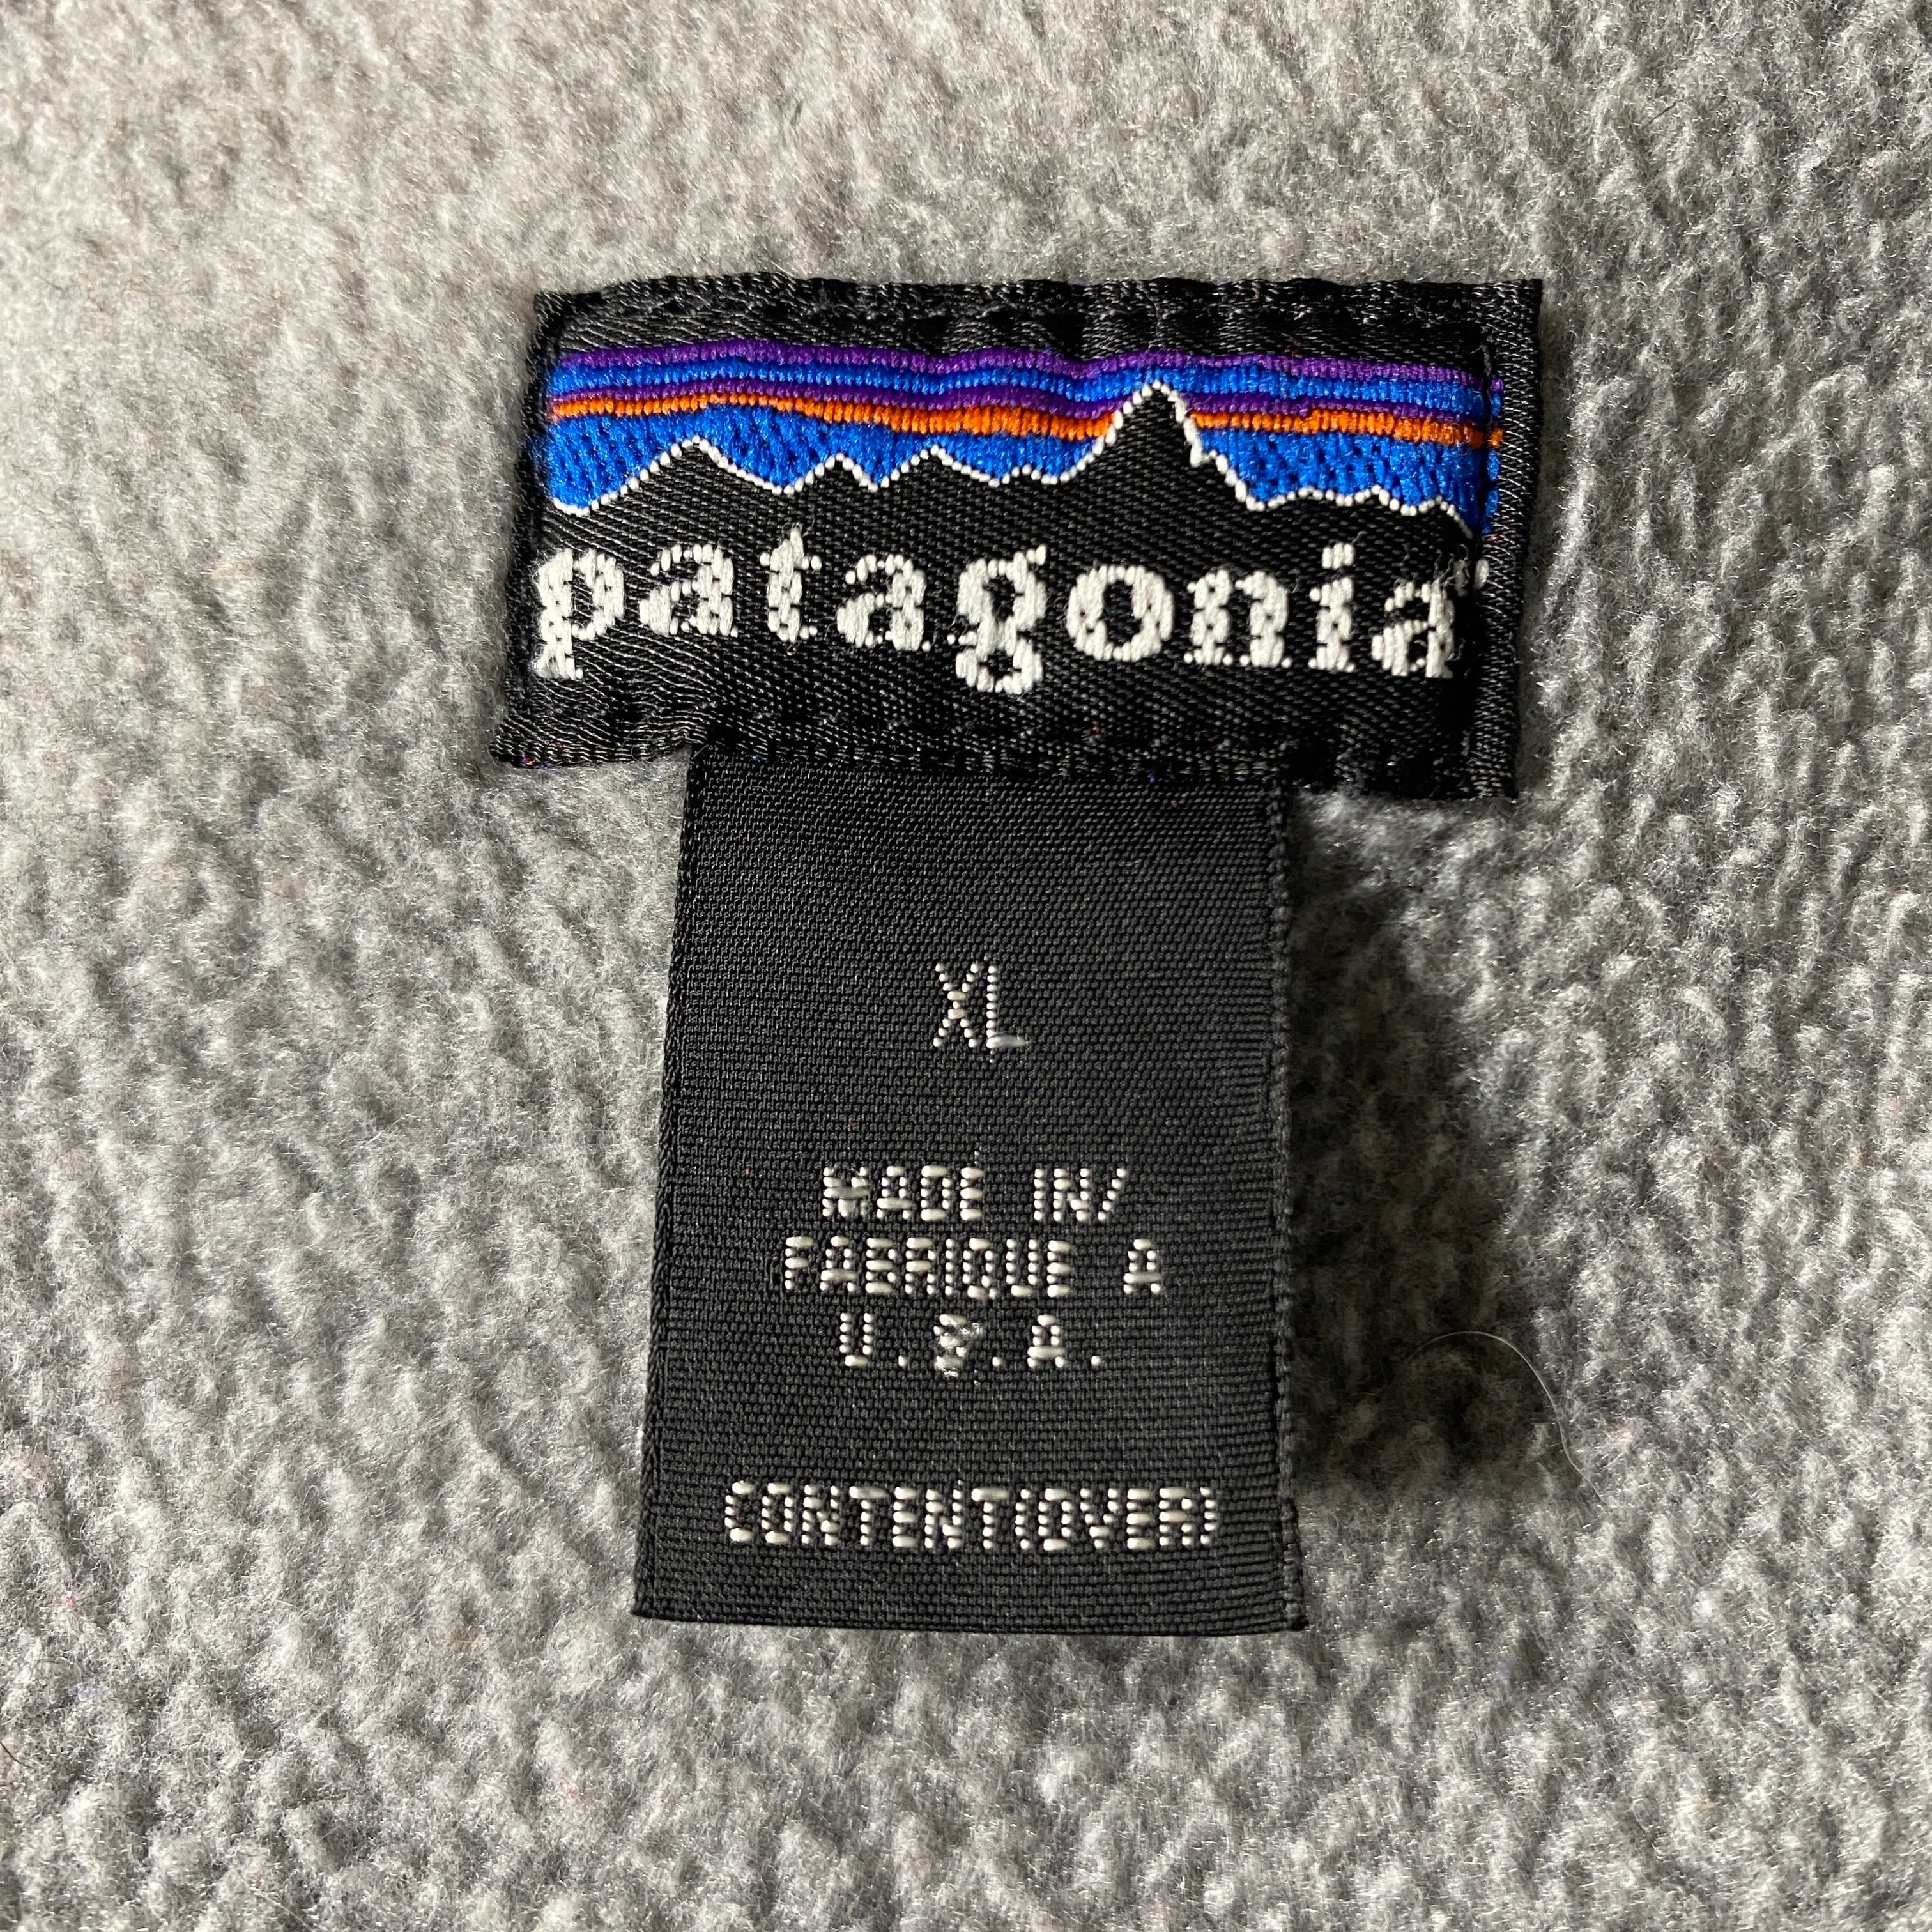 patagonia
XL
MADE IN/
FABRIQUE A
U.S.A.
CONTENT(OVER)